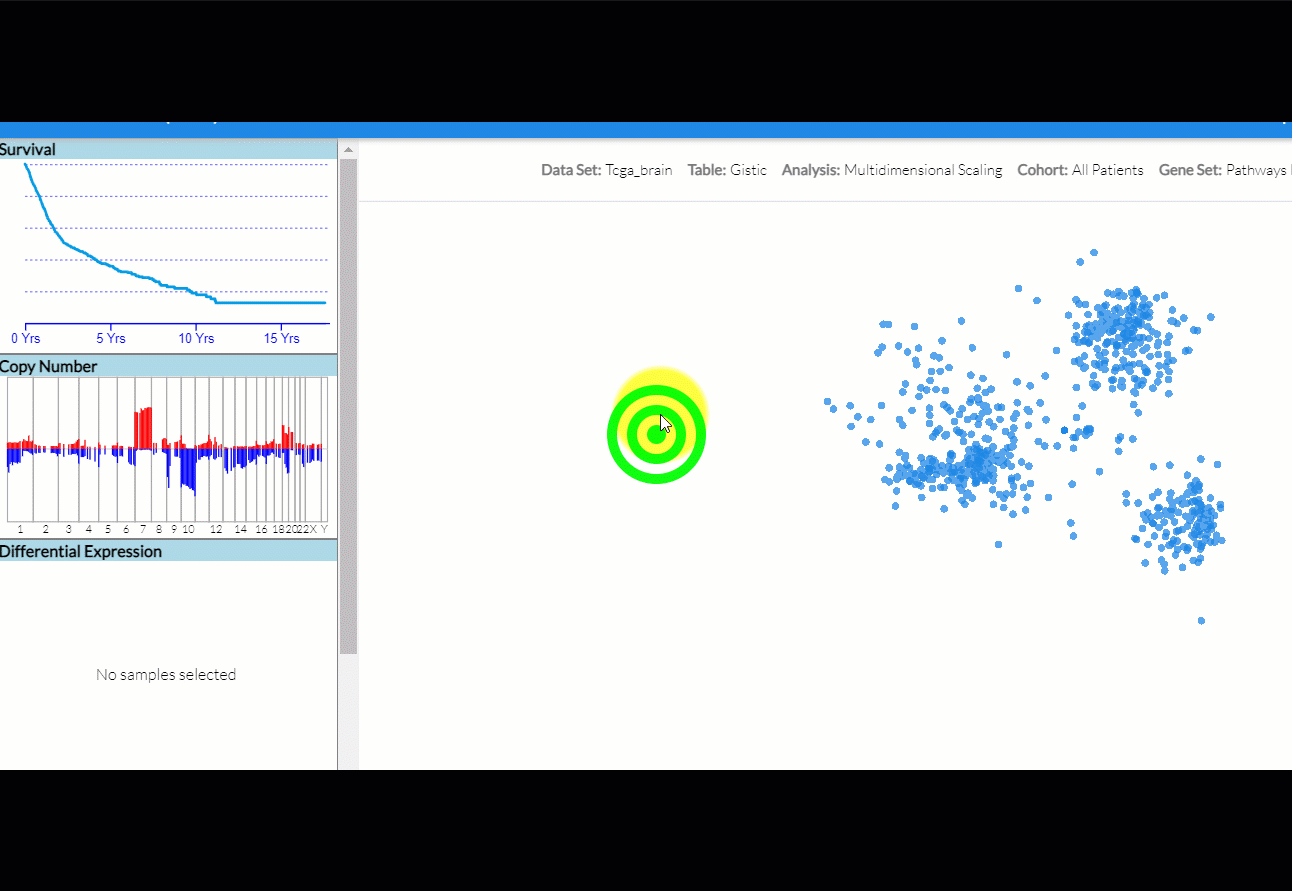 Survival
0 Yrs 5 Yrs 10 Yrs 15 Yrs
Data Set: Tcga_brain Table: Gistic Analysis: Multidimensional Scaling Cohort: All Patients Gene Set: Pathways
Copy Number
1 2 3 4 5 6 7 8 9 10 12 14 16 18 20 22 X Y
Differential Expression
No samples selected